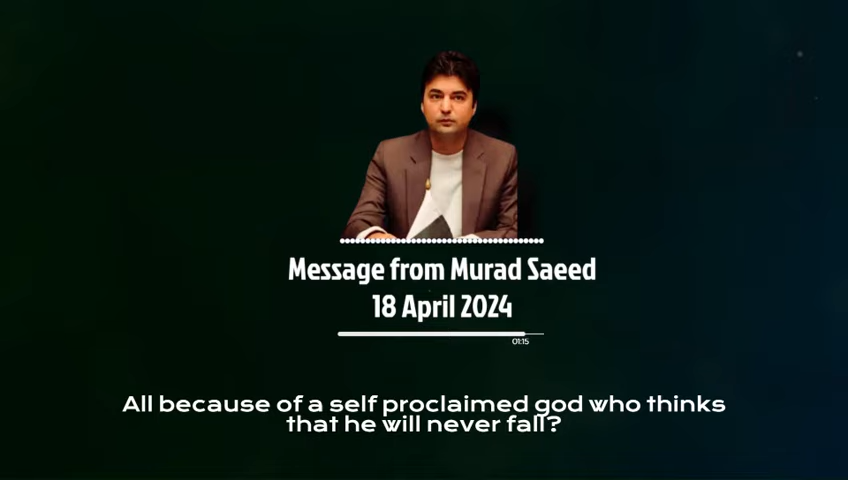 Message from Murad Saeed
18 April 2024
01:15
All because of a self proclaimed god who thinks
that he will never fall?